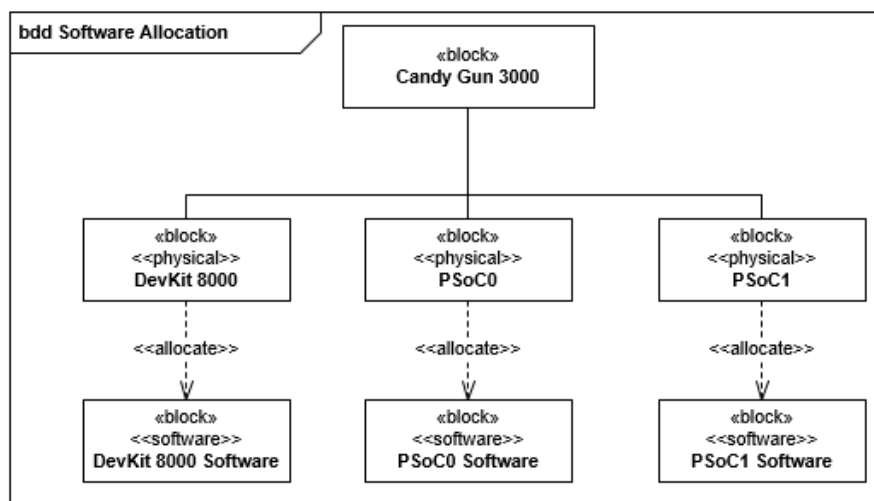 bdd Software Allocation
«block»
Candy Gun 3000
«block»
<<physical>>
DevKit 8000
«block»
<<physical>>
PSoC0
«block»
<<physical>>
PSoC1
<<allocate>>
<<allocate>>
<<allocate>>
«block»
<<software>>
DevKit 8000 Software
«block»
<<software>>
PSoC0 Software
«block»
<<software>>
PSoC1 Software